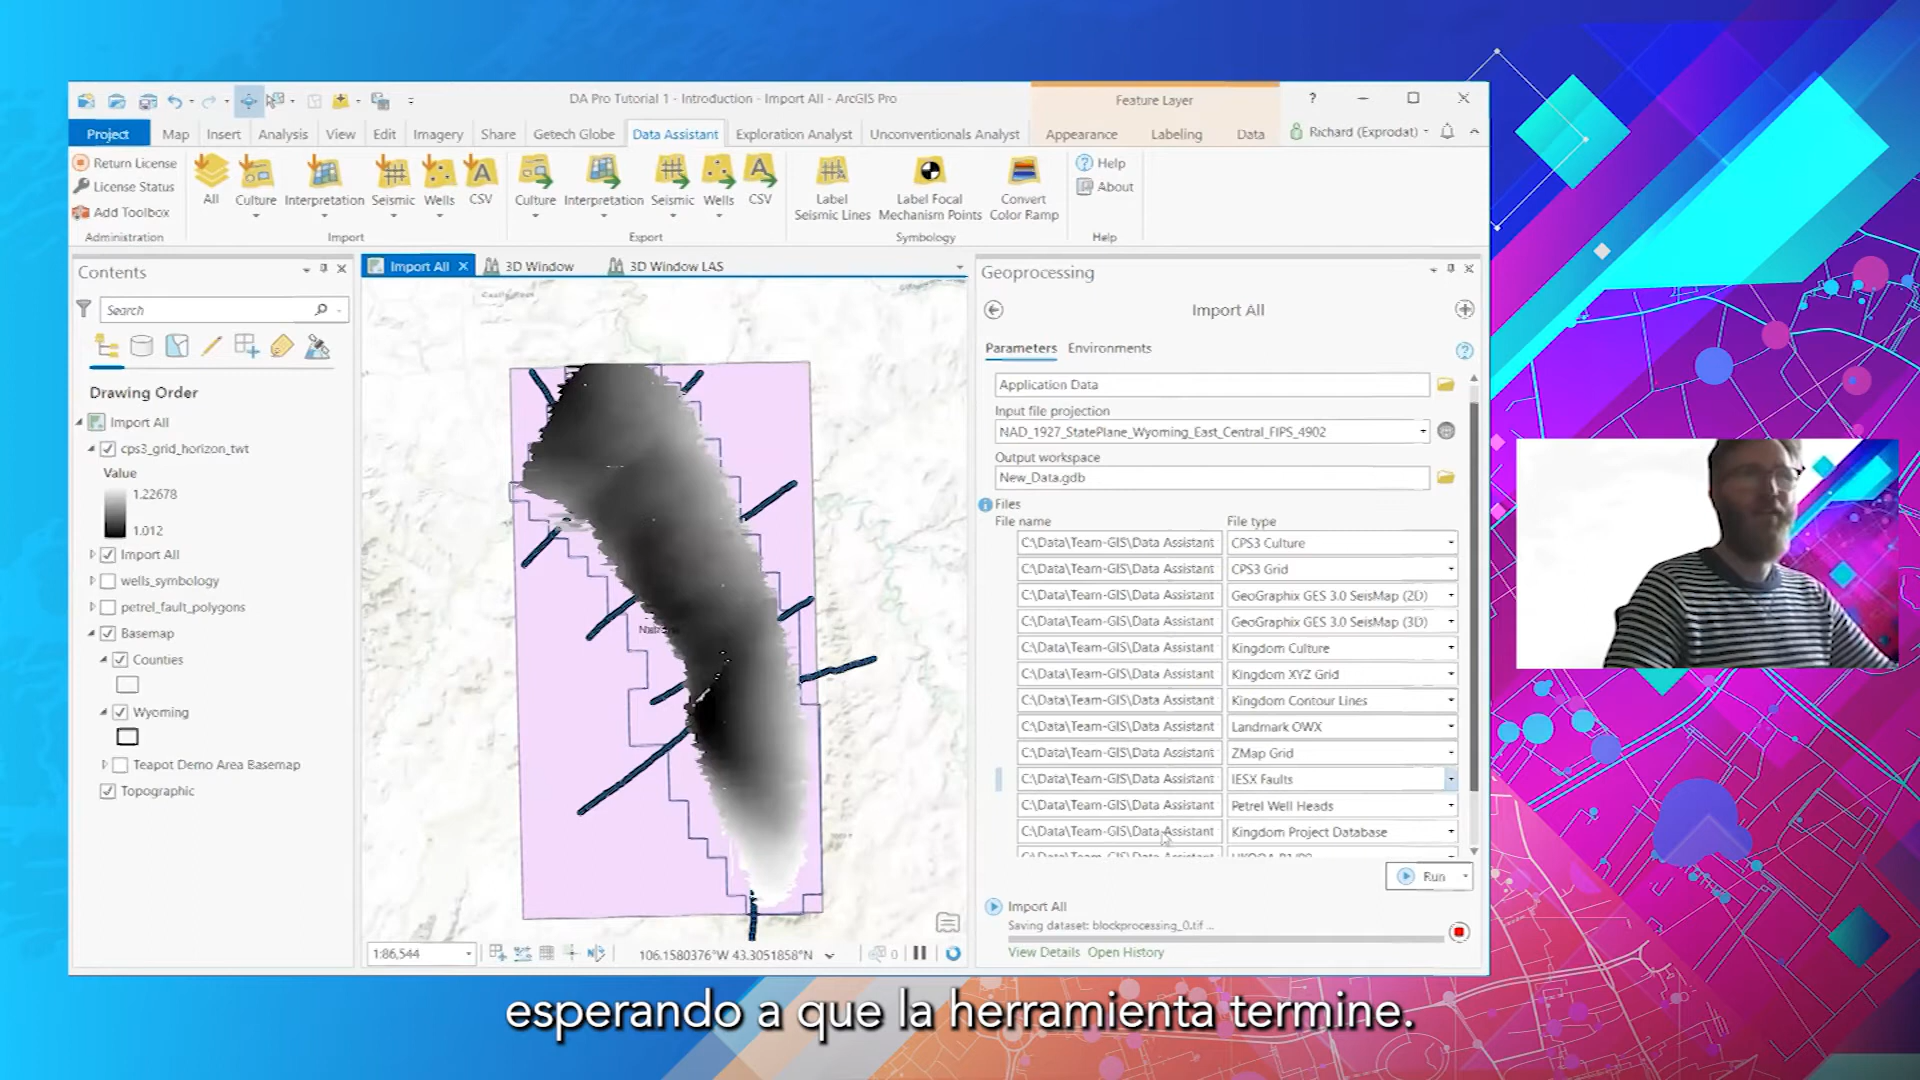 DA Pro Tutorial 1 - Introduction - Import All - ArcGIS Pro
Feature Layer
Project Map Insert Analysis View Edit Imagery Share Getech Globe Data Assistant Exploration Analyst Unconventionals Analyst Appearance Labeling Data Richard (Exprodat)
Return License
License Status
Add Toolbox
All Culture Interpretation Seismic Wells CSV
Culture Interpretation Seismic Wells CSV
Label Seismic Lines
Label Focal Mechanism Points
Convert Color Ramp
Help
About
Administration Import Export Symbology Help
Contents
Search
Drawing Order
Import All
cps3_grid_horizon_twt
Value
1.22678
1.012
Import All
wells_symbology
petrel_fault_polygons
Basemap
Counties
Wyoming
Teapot Demo Area Basemap
Topographic
Import All 3D Window 3D Window LAS
1:86,544
106.1580376°W 43.3051858°N
0
Geoprocessing
Import All
Parameters Environments
Application Data
Input file projection
NAD_1927_StatePlane_Wyoming_East_Central_FIPS_4902
Output workspace
New_Data.gdb
Files
File name File type
C:\Data\Team-GIS\Data Assistant CPS3 Culture
C:\Data\Team-GIS\Data Assistant CPS3 Grid
C:\Data\Team-GIS\Data Assistant GeoGraphix GES 3.0 SeisMap (2D)
C:\Data\Team-GIS\Data Assistant GeoGraphix GES 3.0 SeisMap (3D)
C:\Data\Team-GIS\Data Assistant Kingdom Culture
C:\Data\Team-GIS\Data Assistant Kingdom XYZ Grid
C:\Data\Team-GIS\Data Assistant Kingdom Contour Lines
C:\Data\Team-GIS\Data Assistant Landmark OWX
C:\Data\Team-GIS\Data Assistant ZMap Grid
C:\Data\Team-GIS\Data Assistant IESX Faults
C:\Data\Team-GIS\Data Assistant Petrel Well Heads
C:\Data\Team-GIS\Data Assistant Kingdom Project Database
Run
Import All
Saving dataset: blockprocessing_0.tif ...
View Details Open History
esperando a que la herramienta termine.